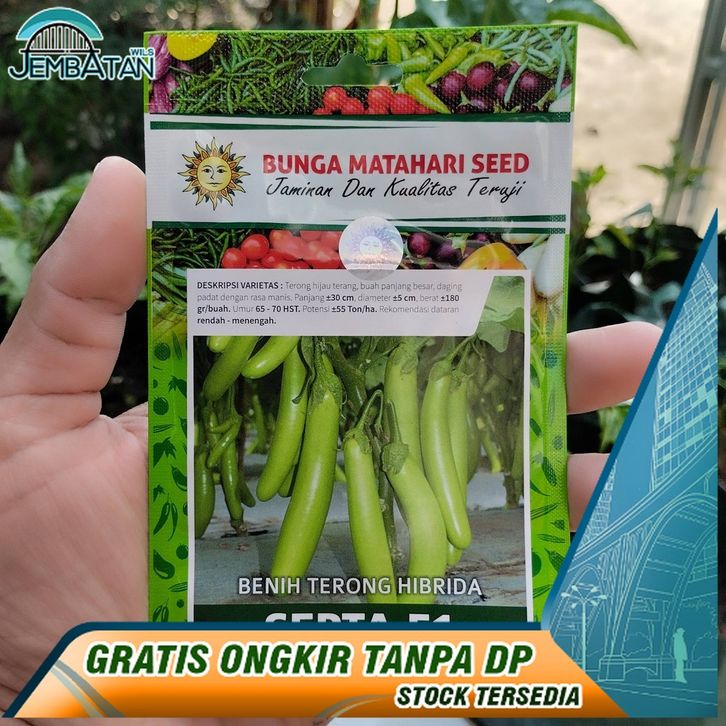 WILS
JEMBATAN
BUNGA MATAHARI SEED
Jaminan Dan Kualitas Teruji
DESKRIPSI VARIETAS : Terong hijau terang, buah panjang besar, daging
padat dengan rasa manis. Panjang ±30 cm, diameter ±5 cm, berat ±180
gr/buah. Umur 65 - 70 HST. Potensi ±55 Ton/ha. Rekomendasi dataran
rendah - menengah.
BENIH TERONG HIBRIDA
GRATIS ONGKIR TANPA DP
STOCK TERSEDIA